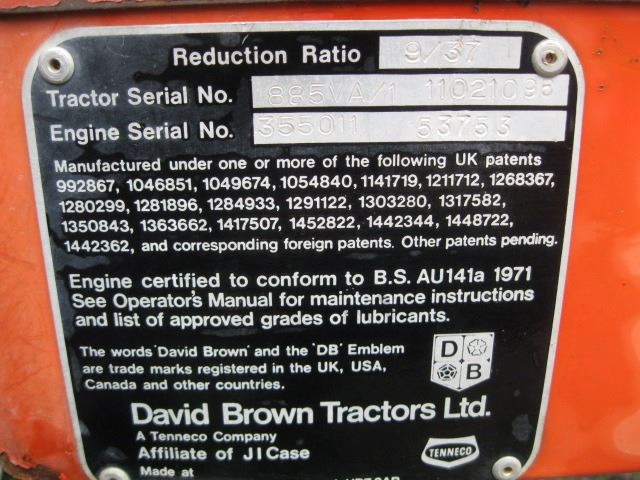 Reduction Ratio 9/37
Tractor Serial No. 885NA/1 11021095
Engine Serial No. 355011 53753
Manufactured under one or more of the following UK patents
992867, 1046851, 1049674, 1054840, 1141719, 1211712, 1268367,
1280299, 1281896, 1284933, 1291122, 1303280, 1317582,
1350843, 1363662, 1417507, 1452822, 1442344, 1448722,
1442362, and corresponding foreign patents. Other patents pending.
Engine certified to conform to B.S. AU141a 1971
See Operator's Manual for maintenance instructions
and list of approved grades of lubricants.
The words 'David Brown' and the 'DB' Emblem
are trade marks registered in the UK, USA,
Canada and other countries.
D
B
David Brown Tractors Ltd.
A Tenneco Company
Affiliate of JI Case
TENNECO
Made at